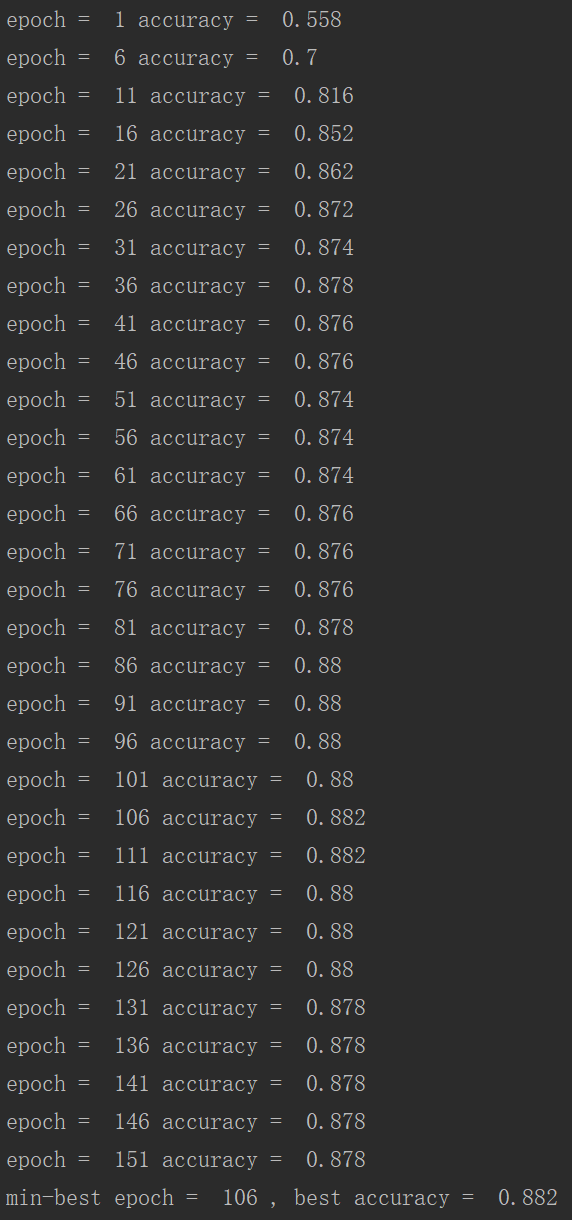 epoch =  1 accuracy =  0.558
epoch =  6 accuracy =  0.7
epoch =  11 accuracy =  0.816
epoch =  16 accuracy =  0.852
epoch =  21 accuracy =  0.862
epoch =  26 accuracy =  0.872
epoch =  31 accuracy =  0.874
epoch =  36 accuracy =  0.878
epoch =  41 accuracy =  0.876
epoch =  46 accuracy =  0.876
epoch =  51 accuracy =  0.874
epoch =  56 accuracy =  0.874
epoch =  61 accuracy =  0.874
epoch =  66 accuracy =  0.876
epoch =  71 accuracy =  0.876
epoch =  76 accuracy =  0.876
epoch =  81 accuracy =  0.878
epoch =  86 accuracy =  0.88
epoch =  91 accuracy =  0.88
epoch =  96 accuracy =  0.88
epoch =  101 accuracy =  0.88
epoch =  106 accuracy =  0.882
epoch =  111 accuracy =  0.882
epoch =  116 accuracy =  0.88
epoch =  121 accuracy =  0.88
epoch =  126 accuracy =  0.88
epoch =  131 accuracy =  0.878
epoch =  136 accuracy =  0.878
epoch =  141 accuracy =  0.878
epoch =  146 accuracy =  0.878
epoch =  151 accuracy =  0.878
min-best epoch =  106 , best accuracy =  0.882